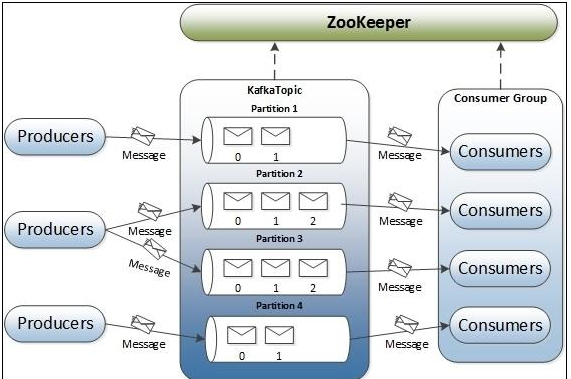 ZooKeeper
KafkaTopic
Consumer Group
Partition 1
Producers
Message
0 1
Message
Consumers
Partition 2
Producers
Message
0 1 2
Message
Consumers
Partition 3
Message
0 1 2
Message
Consumers
Partition 4
Producers
Message
0 1
Message
Consumers